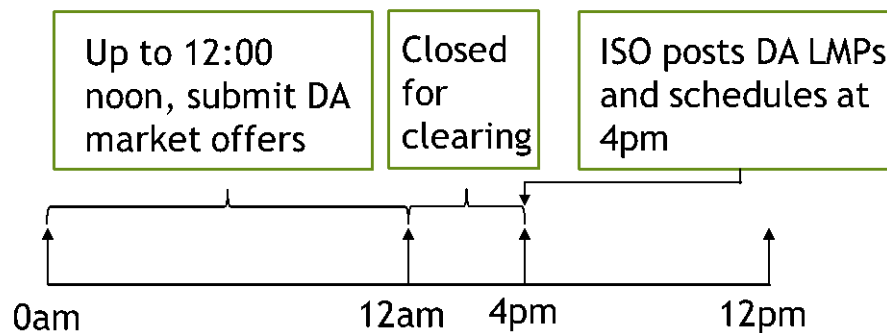 Up to 12:00
noon, submit DA
market offers
Closed
for
clearing
ISO posts DA LMPs
and schedules at
4pm
0am
12am
4pm
12pm